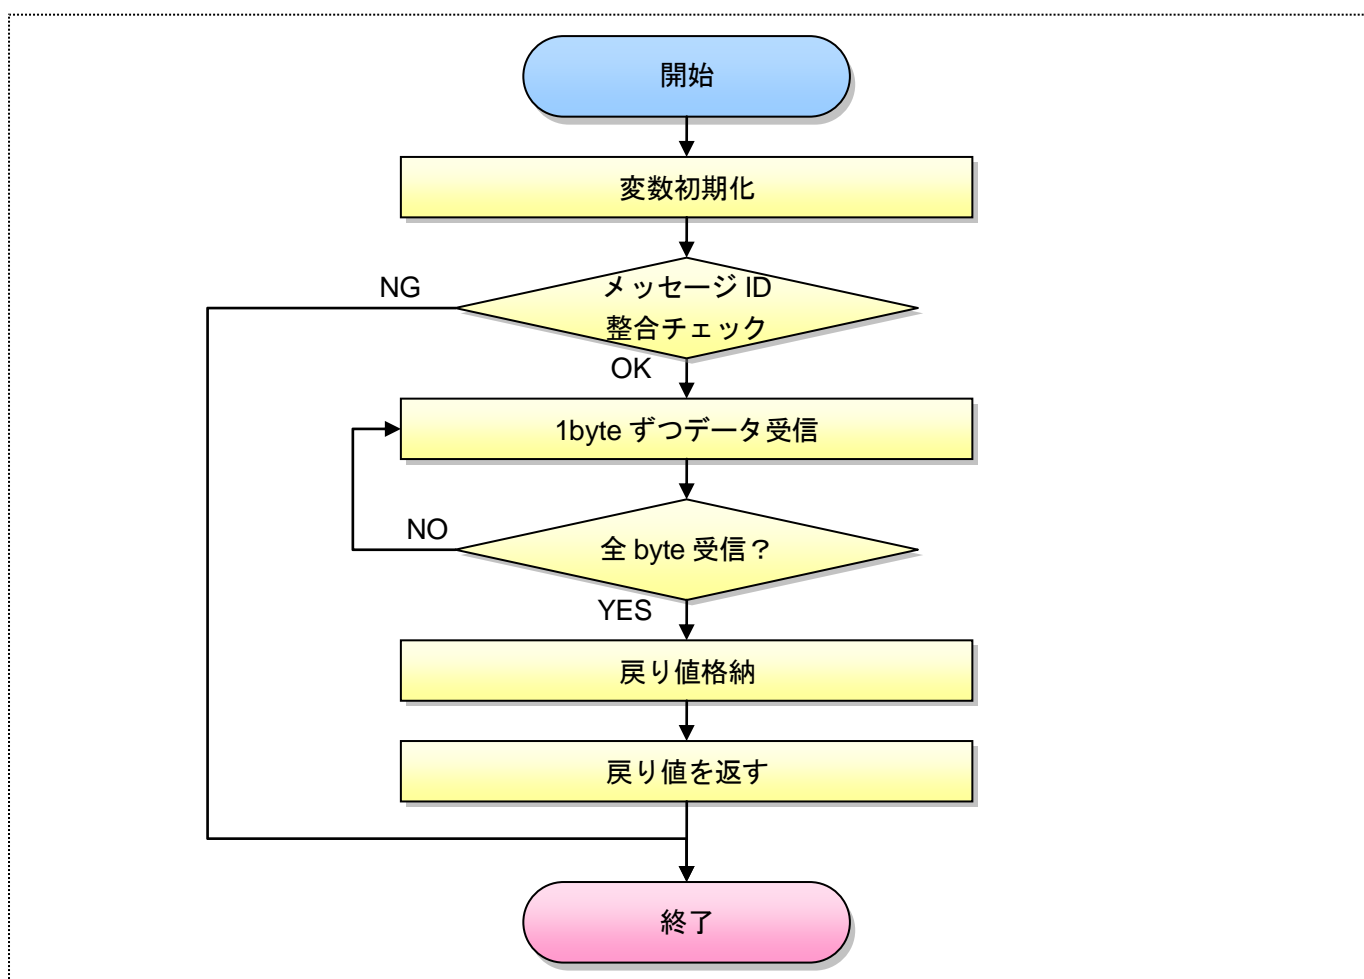 開始
変数初期化
NG
メッセージ ID
整合チェック
OK
1byte ずつデータ受信
NO
全 byte 受信？
YES
戻り値格納
戻り値を返す
終了